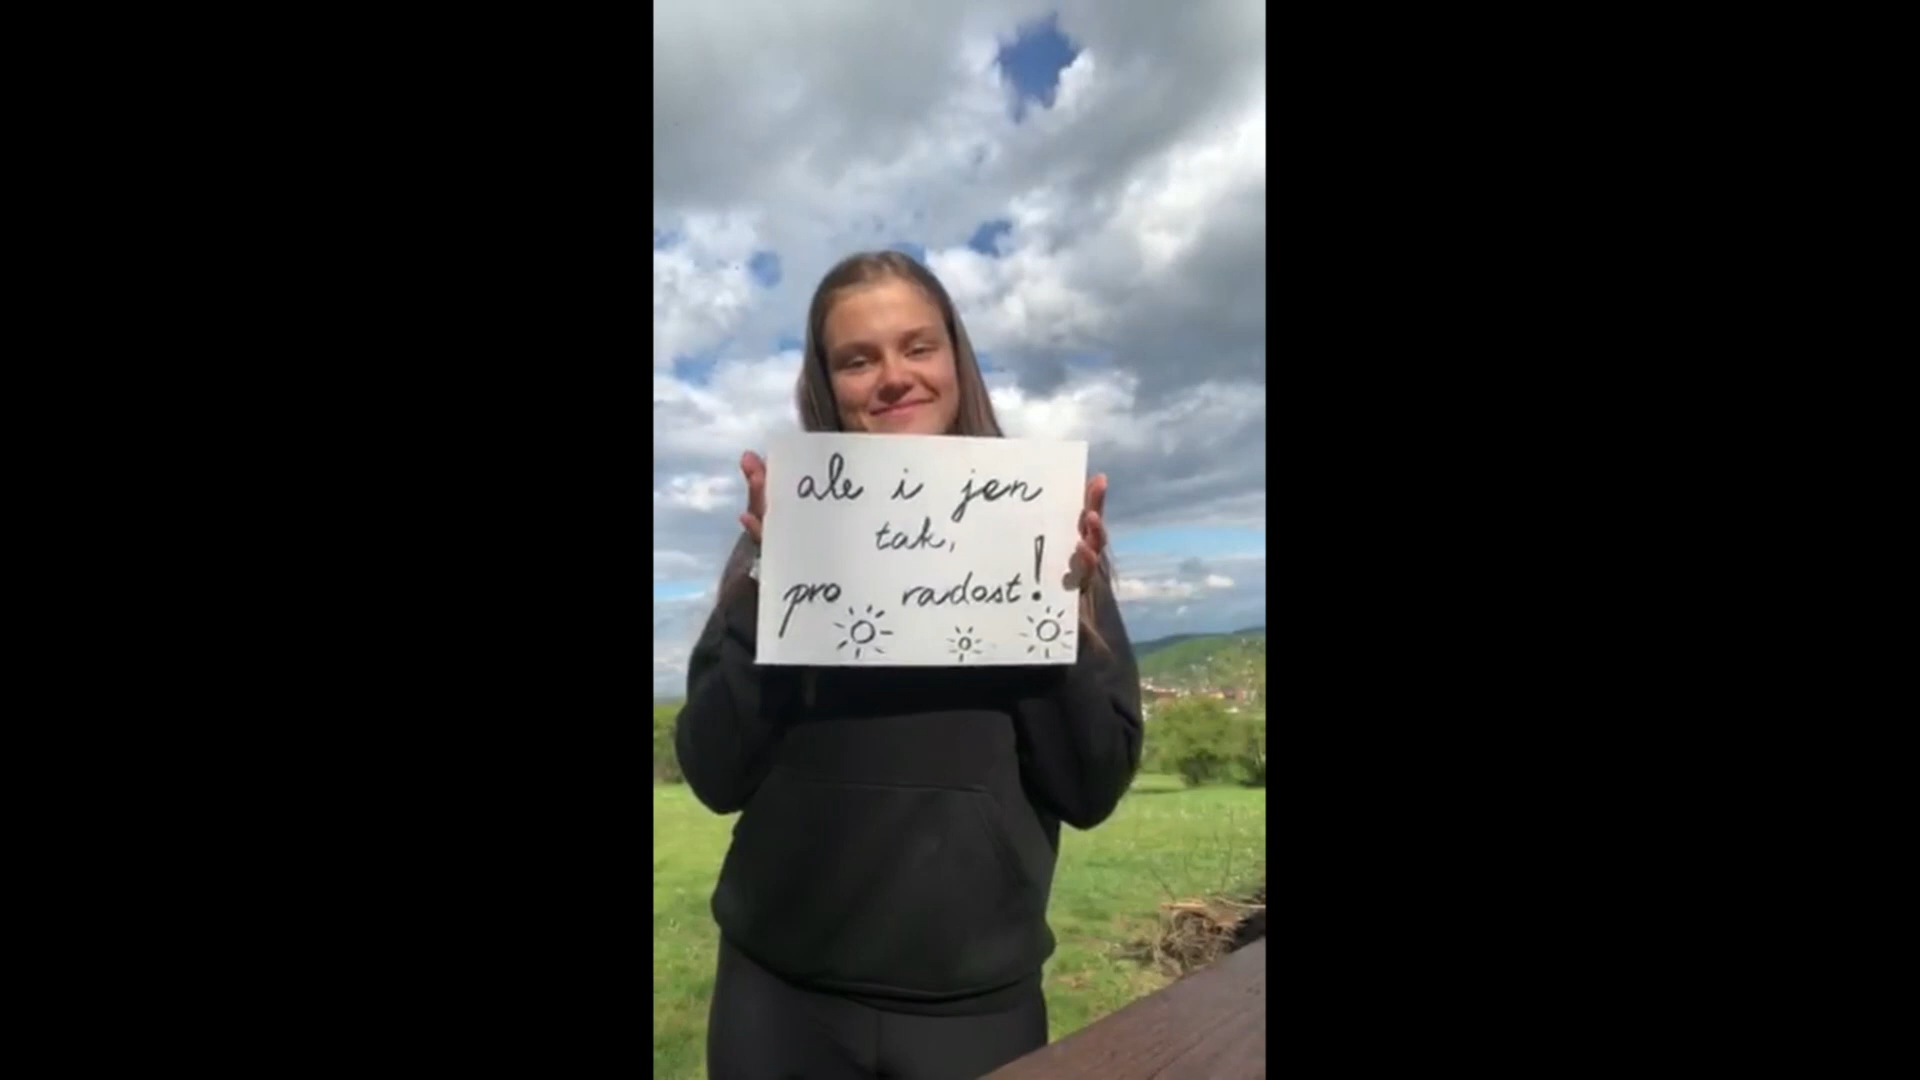 ale i jen
tak,
pro radost!